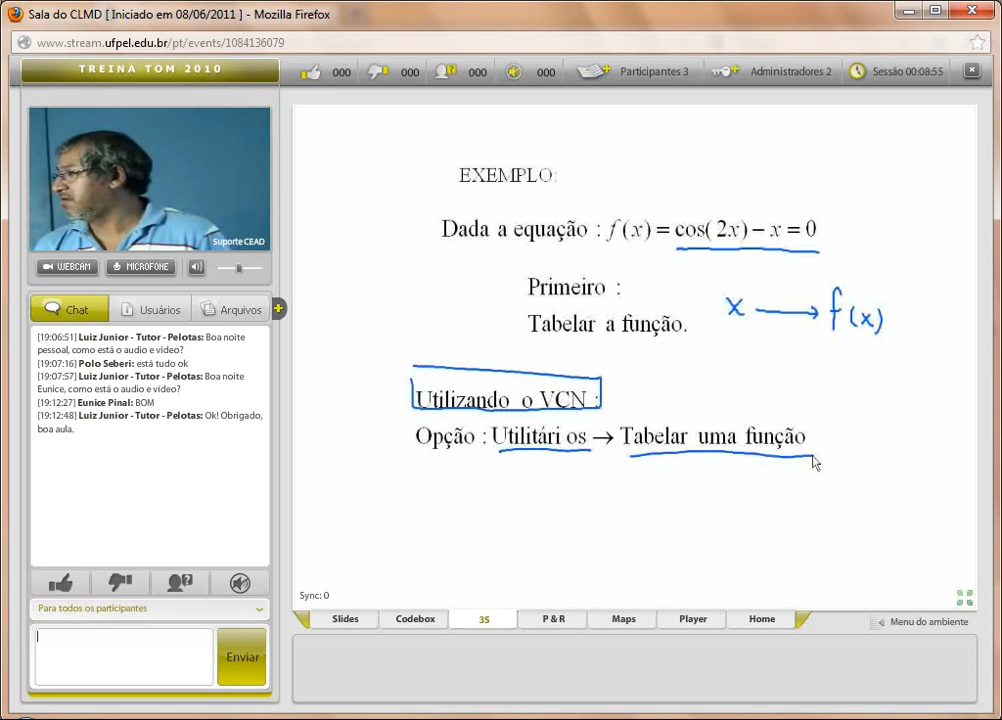 Sala do CLMD [ Iniciado em 08/06/2011 ] - Mozilla Firefox
www.stream.ufpel.edu.br/pt/events/1084136079
TREINA TOM 2010
000
000
000
000
Participantes 3
Administradores 2
Sessão 00:08:55
Suporte CEAD
WEBCAM
MICROFONE
Chat
Usuários
Arquivos
[19:06:51] Luiz Junior - Tutor - Pelotas: Boa noite
pessoal, como está o audio e video?
[19:07:16] Polo Seberi: está tudo ok
[19:07:57] Luiz Junior - Tutor - Pelotas: Boa noite
Eunice, como está o audio e video?
[19:12:27] Eunice Pinal: BOM
[19:12:48] Luiz Junior - Tutor - Pelotas: Ok! Obrigado,
boa aula.
Para todos os participantes
Enviar
EXEMPLO:
Dada a equação : f(x) = cos( 2x) − x = 0
Primeiro :
Tabelar a função.
x → f(x)
Utilizando o VCN :
Opção : Utilitári os → Tabelar uma função
Sync: 0
Slides
Codebox
35
P & R
Maps
Player
Home
Menu do ambiente